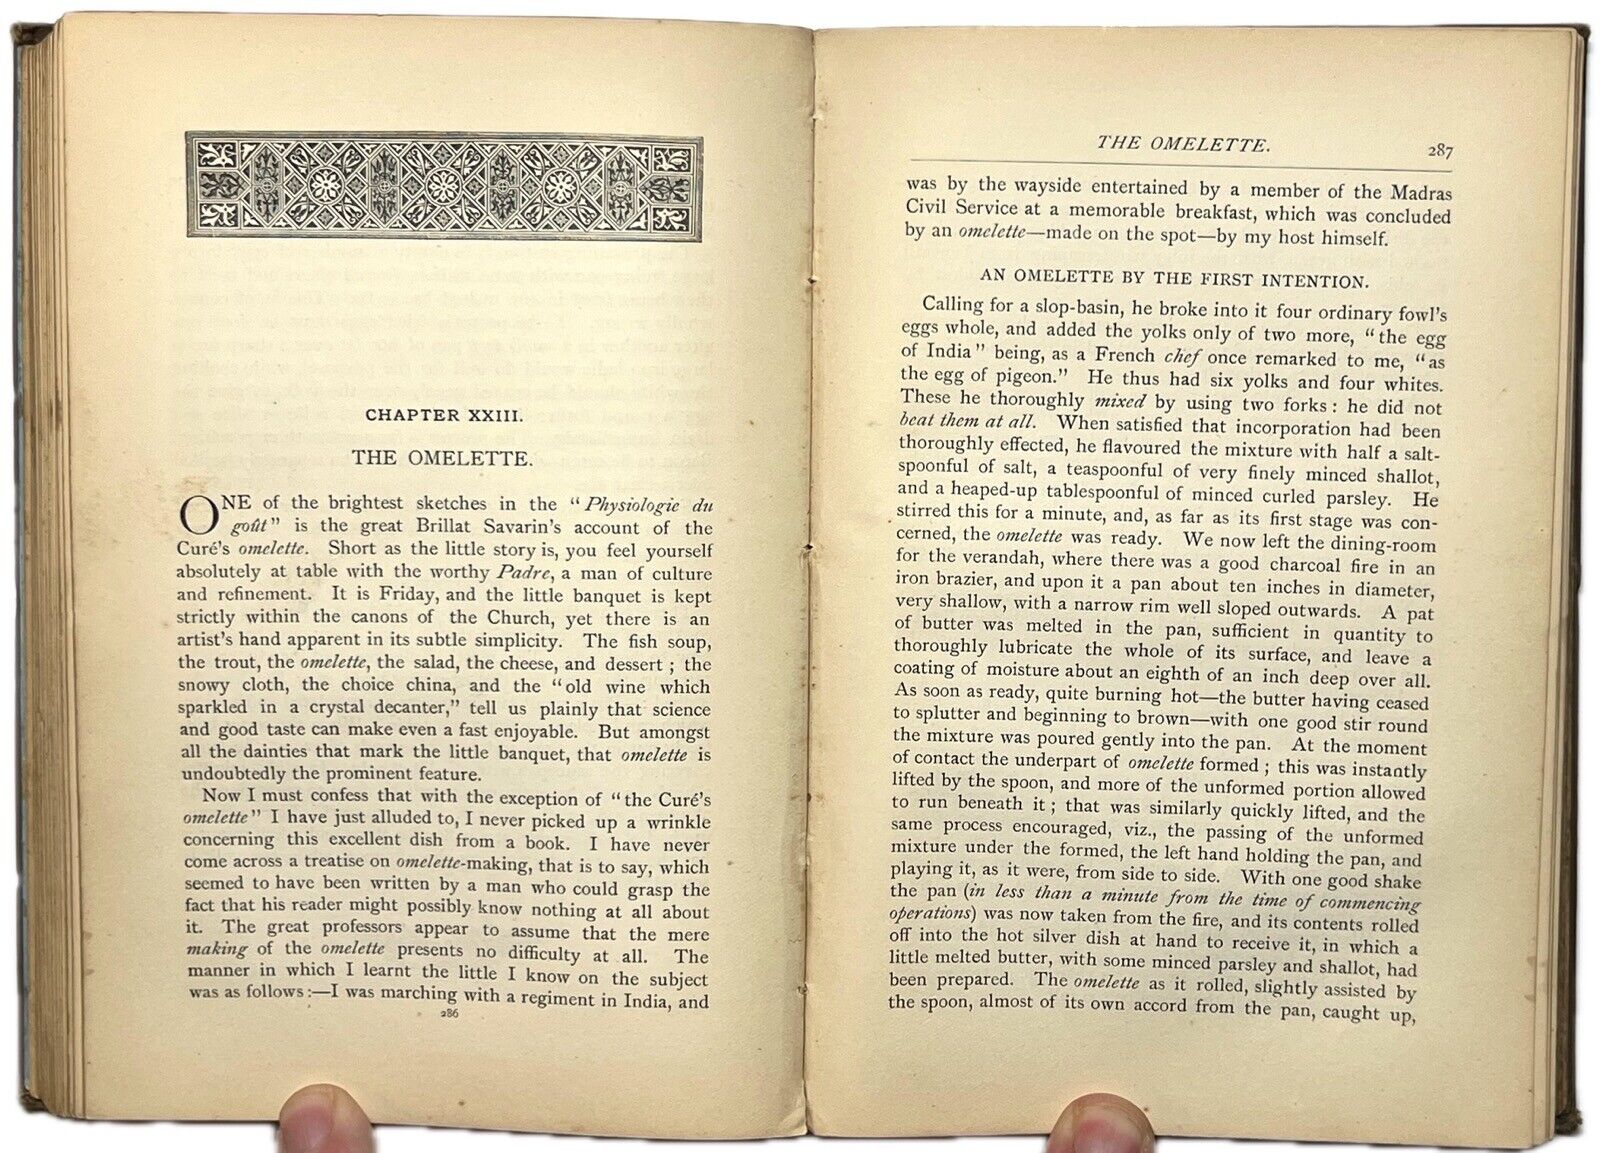 CHAPTER XXIII.
THE OMELETTE.
ONE of the brightest sketches in the "Physiologie du
goût" is the great Brillat Savarin's account of the
Curé's omelette. Short as the little story is, you feel yourself
absolutely at table with the worthy Padre, a man of culture
and refinement. It is Friday, and the little banquet is kept
strictly within the canons of the Church, yet there is an
artist's hand apparent in its subtle simplicity. The fish soup,
the trout, the omelette, the salad, the cheese, and dessert; the
snowy cloth, the choice china, and the "old wine which
sparkled in a crystal decanter," tell us plainly that science
and good taste can make even a fast enjoyable. But amongst
all the dainties that mark the little banquet, that omelette is
undoubtedly the prominent feature.
Now I must confess that with the exception of "the Curé's
omelette" I have just alluded to, I never picked up a wrinkle
concerning this excellent dish from a book. I have never
come across a treatise on omelette-making, that is to say, which
seemed to have been written by a man who could grasp the
fact that his reader might possibly know nothing at all about
it. The great professors appear to assume that the mere
making of the omelette presents no difficulty at all. The
manner in which I learnt the little I know on the subject
was as follows:—I was marching with a regiment in India, and
286
THE OMELETTE. 287
was by the wayside entertained by a member of the Madras
Civil Service at a memorable breakfast, which was concluded
by an omelette—made on the spot—by my host himself.
AN OMELETTE BY THE FIRST INTENTION.
Calling for a slop-basin, he broke into it four ordinary fowl's
eggs whole, and added the yolks only of two more, "the egg
of India" being, as a French chef once remarked to me, "as
the egg of pigeon." He thus had six yolks and four whites.
These he thoroughly mixed by using two forks: he did not
beat them at all. When satisfied that incorporation had been
thoroughly effected, he flavoured the mixture with half a salt-
spoonful of salt, a teaspoonful of very finely minced shallot,
and a heaped-up tablespoonful of minced curled parsley. He
stirred this for a minute, and, as far as its first stage was con-
cerned, the omelette was ready. We now left the dining-room
for the verandah, where there was a good charcoal fire in an
iron brazier, and upon it a pan about ten inches in diameter,
very shallow, with a narrow rim well sloped outwards. A pat
of butter was melted in the pan, sufficient in quantity to
thoroughly lubricate the whole of its surface, and leave a
coating of moisture about an eighth of an inch deep over all.
As soon as ready, quite burning hot—the butter having ceased
to splutter and beginning to brown—with one good stir round
the mixture was poured gently into the pan. At the moment
of contact the underpart of omelette formed; this was instantly
lifted by the spoon, and more of the unformed portion allowed
to run beneath it; that was similarly quickly lifted, and the
same process encouraged, viz., the passing of the unformed
mixture under the formed, the left hand holding the pan, and
playing it, as it were, from side to side. With one good shake
the pan (in less than a minute from the time of commencing
operations) was now taken from the fire, and its contents rolled
off into the hot silver dish at hand to receive it, in which a
little melted butter, with some minced parsley and shallot, had
been prepared. The omelette as it rolled, slightly assisted by
the spoon, almost of its own accord from the pan, caught up,